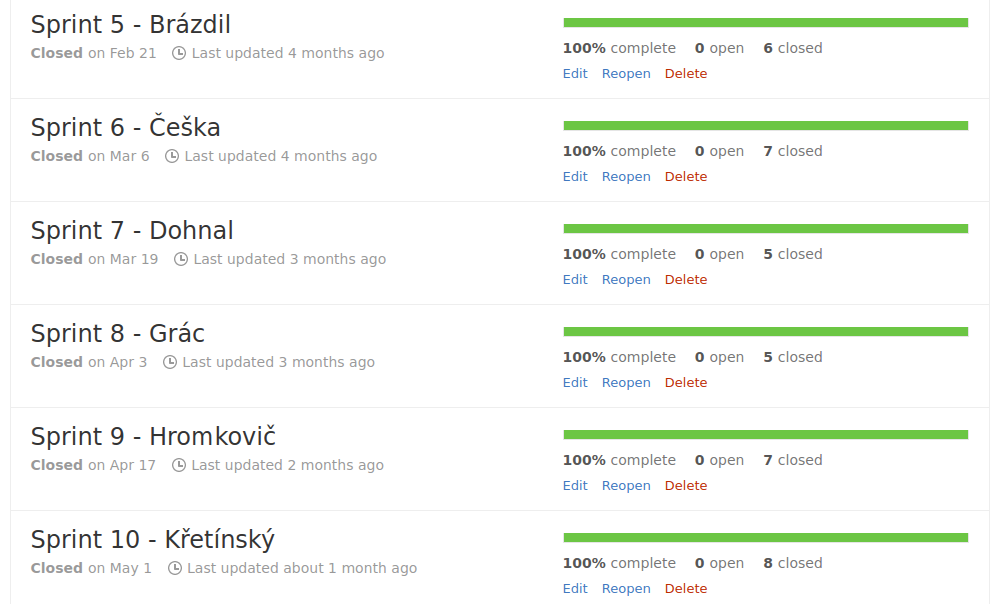 Sprint 5 - Brázdil
Closed on Feb 21 Last updated 4 months ago
100% complete 0 open 6 closed
Edit Reopen Delete
Sprint 6 - Češka
Closed on Mar 6 Last updated 4 months ago
100% complete 0 open 7 closed
Edit Reopen Delete
Sprint 7 - Dohnal
Closed on Mar 19 Last updated 3 months ago
100% complete 0 open 5 closed
Edit Reopen Delete
Sprint 8 - Grác
Closed on Apr 3 Last updated 3 months ago
100% complete 0 open 5 closed
Edit Reopen Delete
Sprint 9 - Hromkovič
Closed on Apr 17 Last updated 2 months ago
100% complete 0 open 7 closed
Edit Reopen Delete
Sprint 10 - Křetínský
Closed on May 1 Last updated about 1 month ago
100% complete 0 open 8 closed
Edit Reopen Delete